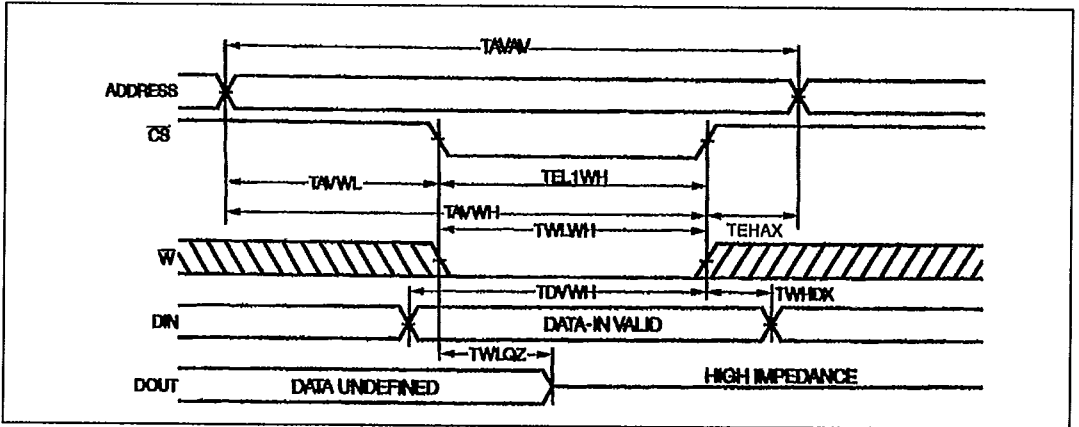 TAVAV
ADDRESS
CS
TAVWL TEL1WH
TAVWH
TWLWH TEHAX
W
TDVWH TWHDX
DIN DATA-IN VALID
TWLQZ
DOUT DATA UNDEFINED HIGH IMPEDANCE